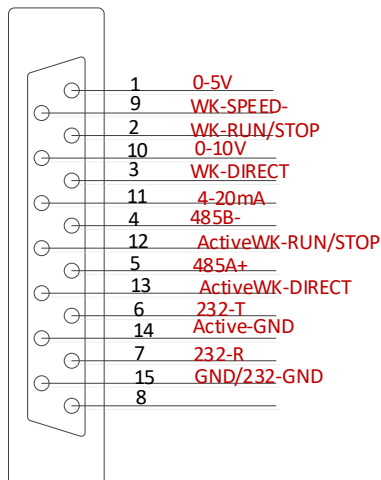 1 0-5V
9 WK-SPEED-
2 WK-RUN/STOP
10 0-10V
3 WK-DIRECT
11 4-20mA
4 485B-
12 ActiveWK-RUN/STOP
5 485A+
13 ActiveWK-DIRECT
6 232-T
14 Active-GND
7 232-R
15 GND/232-GND
8